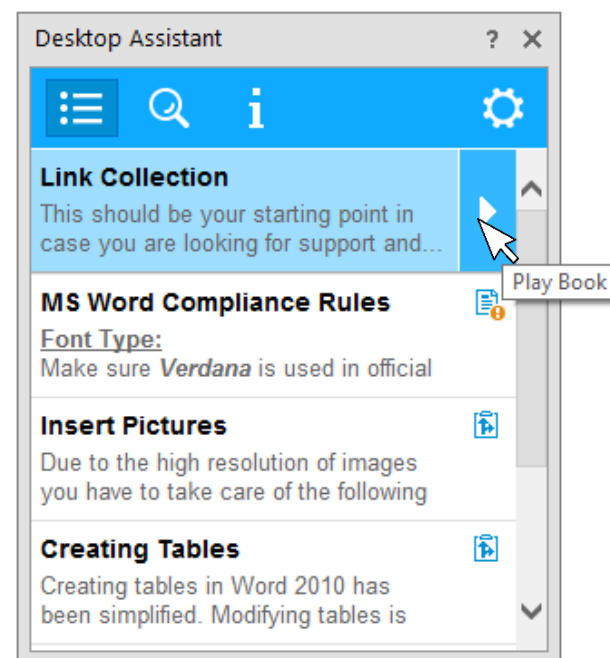 Desktop Assistant
?
Link Collection
This should be your starting point in
case you are looking for support and...
Play Book
MS Word Compliance Rules
Font Type:
Make sure Verdana is used in official
Insert Pictures
Due to the high resolution of images
you have to take care of the following
Creating Tables
Creating tables in Word 2010 has
been simplified. Modifying tables is